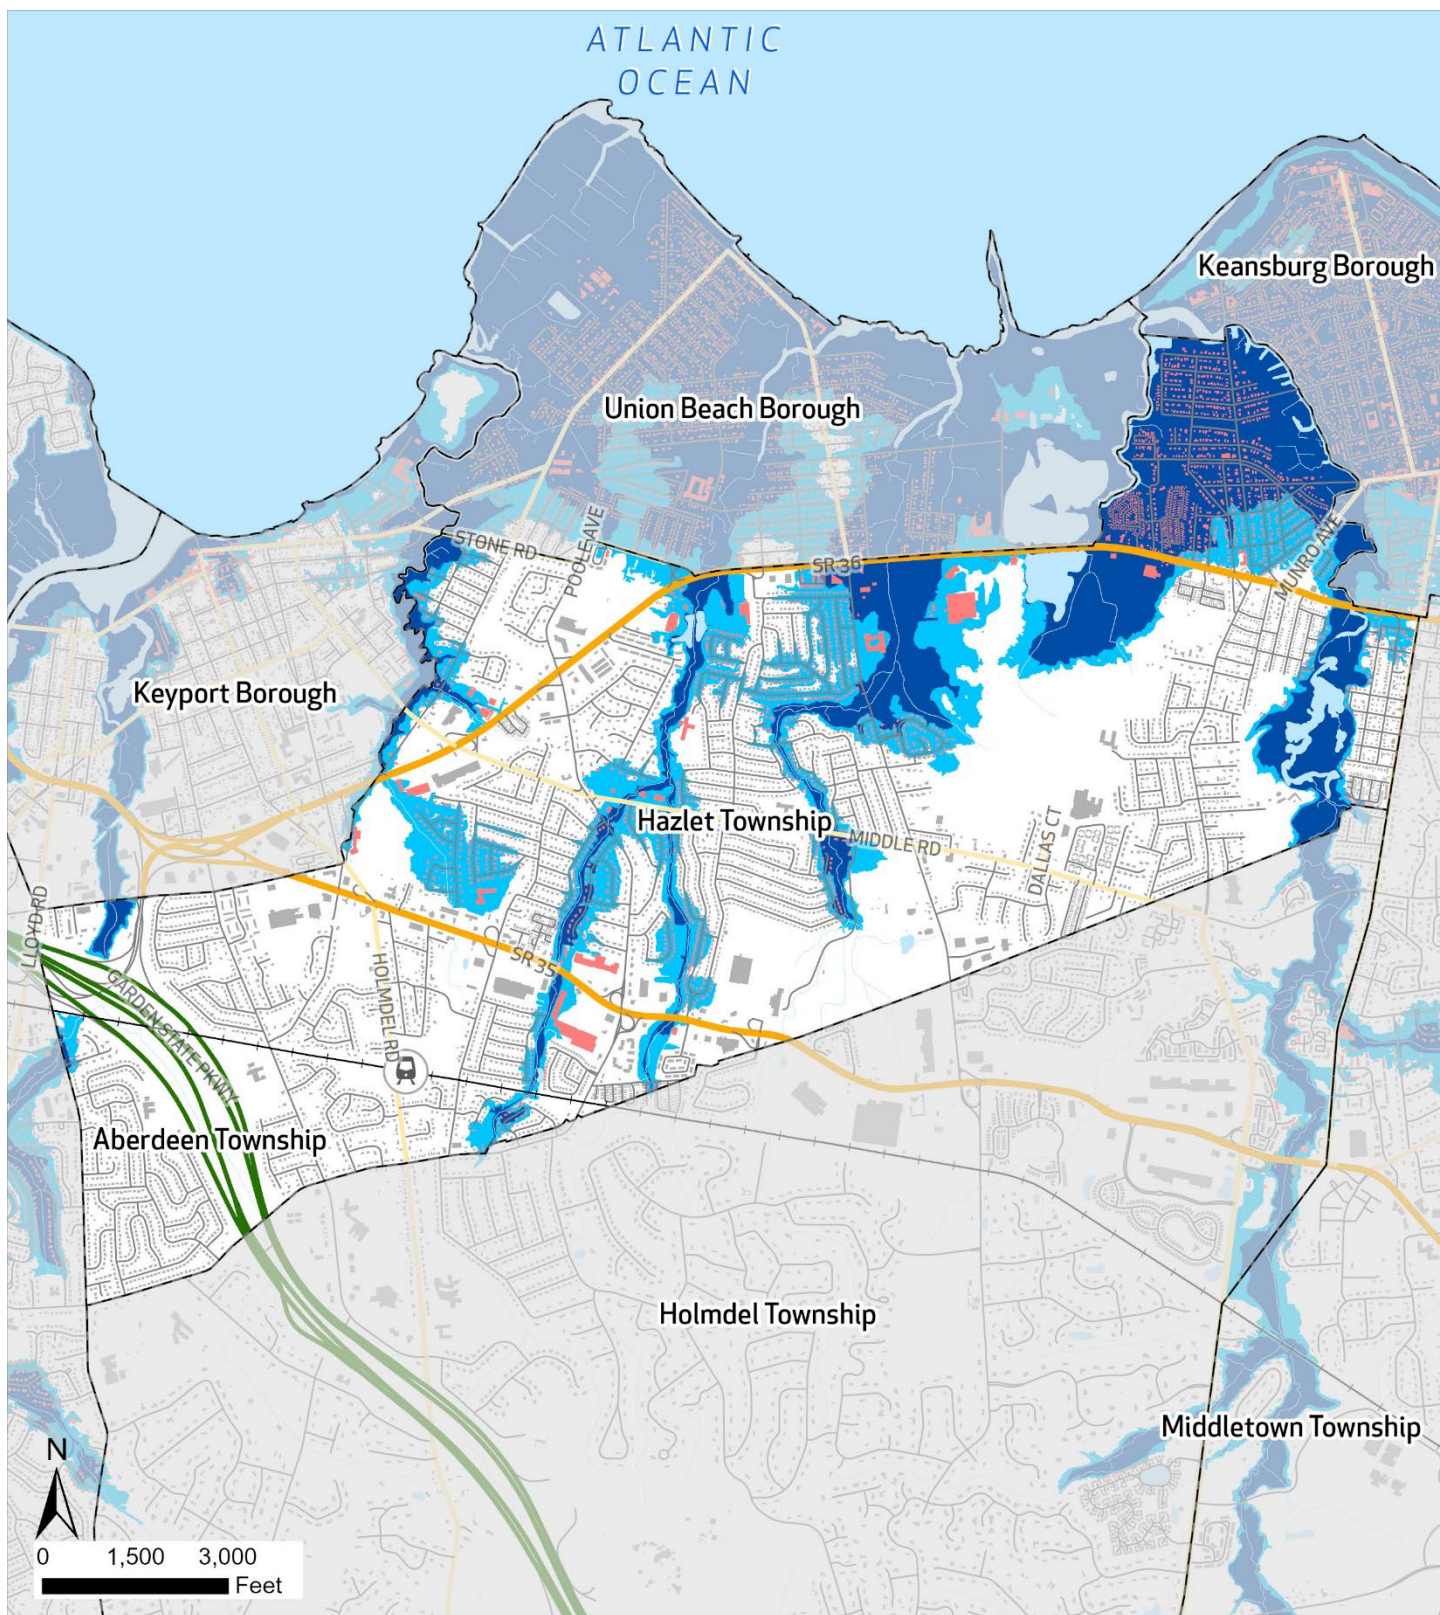 ATLANTIC
OCEAN
Keansburg Borough
Union Beach Borough
STONE RD
POOLE AVE
SR 36
MUNRO AVE
Keyport Borough
Hazlet Township
MIDDLE RD
DALLAS CT
LLOYD RD
GARDEN STATE PKWY
HOLMDEL RD
SR 35
Aberdeen Township
Holmdel Township
Middletown Township
N
0 1,500 3,000
Feet